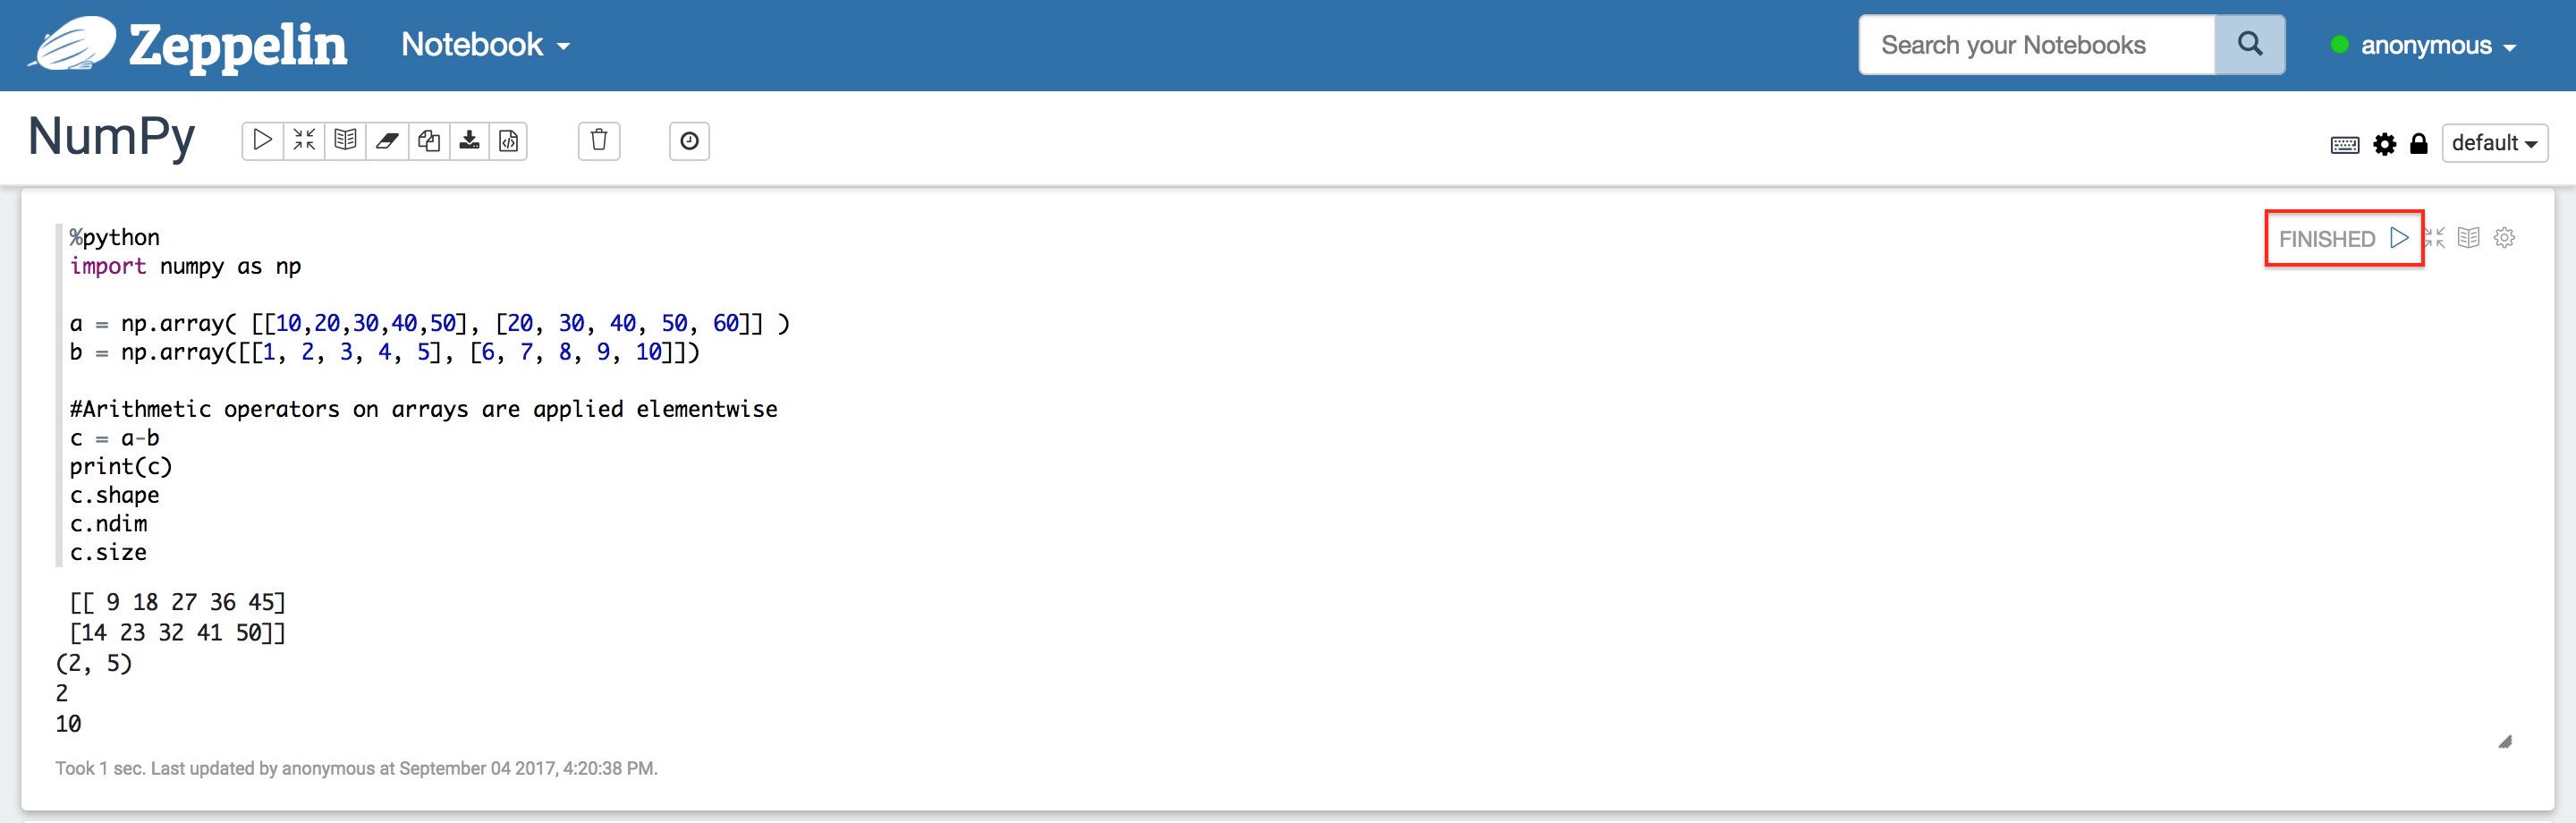 Zeppelin Notebook Search your Notebooks anonymous
NumPy default
%python FINISHED
import numpy as np
a = np.array( [[10,20,30,40,50], [20, 30, 40, 50, 60]] )
b = np.array([[1, 2, 3, 4, 5], [6, 7, 8, 9, 10]])
#Arithmetic operators on arrays are applied elementwise
c = a-b
print(c)
c.shape
c.ndim
c.size
[[ 9 18 27 36 45]
[14 23 32 41 50]]
(2, 5)
2
10
Took 1 sec. Last updated by anonymous at September 04 2017, 4:20:38 PM.